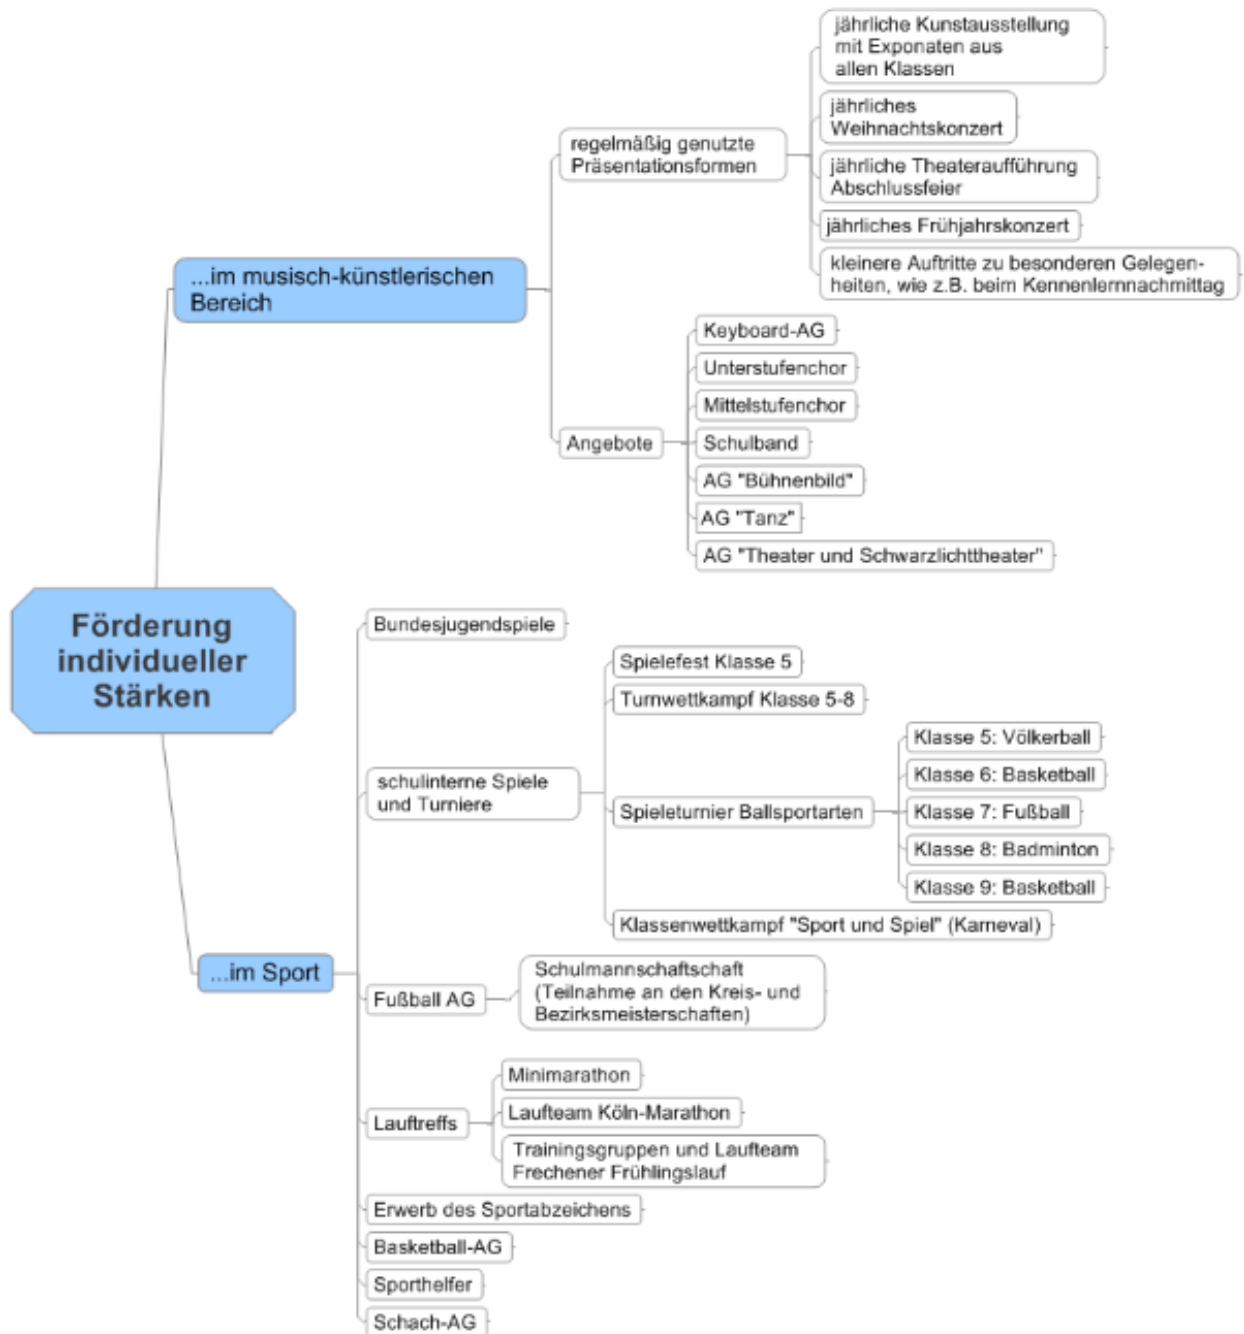 Förderung
individueller
Stärken
...im musisch-künstlerischen
Bereich
regelmäßig genutzte
Präsentationsformen
jährliche Kunstausstellung
mit Exponaten aus
allen Klassen
jährliches
Weihnachtskonzert
jährliche Theateraufführung
Abschlussfeier
jährliches Frühjahrskonzert
kleinere Auftritte zu besonderen Gelegen-
heiten, wie z.B. beim Kennenlernnachmittag
Angebote
Keyboard-AG
Unterstufenchor
Mittelstufenchor
Schulband
AG "Bühnenbild"
AG "Tanz"
AG "Theater und Schwarzlichttheater"
...im Sport
Bundesjugendspiele
schulinterne Spiele
und Turniere
Spielefest Klasse 5
Turnwettkampf Klasse 5-8
Spieleturnier Ballsportarten
Klasse 5: Völkerball
Klasse 6: Basketball
Klasse 7: Fußball
Klasse 8: Badminton
Klasse 9: Basketball
Klassenwettkampf "Sport und Spiel" (Karneval)
Fußball AG
Schulmannschaftschaft
(Teilnahme an den Kreis- und
Bezirksmeisterschaften)
Lauftreffs
Minimarathon
Laufteam Köln-Marathon
Trainingsgruppen und Laufteam
Frechener Frühlingslauf
Erwerb des Sportabzeichens
Basketball-AG
Sporthelfer
Schach-AG